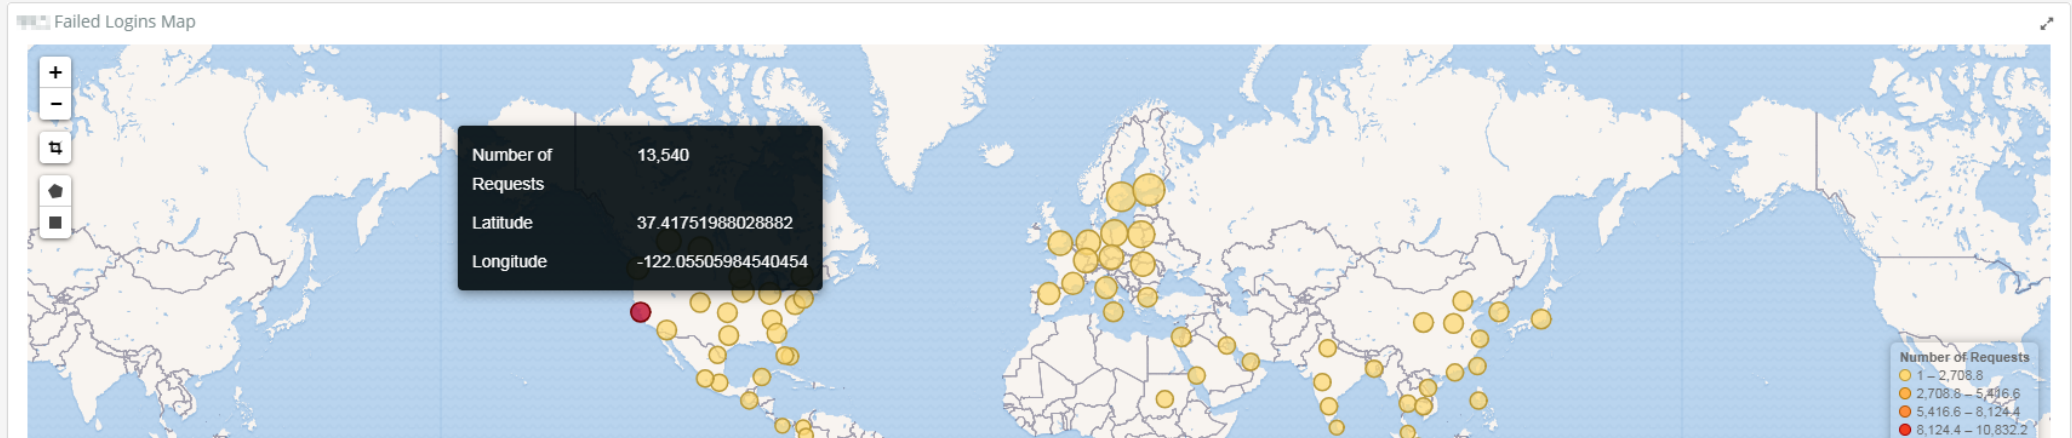 Failed Logins Map
+
−
Number of Requests 13,540
Latitude 37.41751988028882
Longitude -122.05505984540454
Number of Requests
1 – 2,708.8
2,708.8 – 5,416.6
5,416.6 – 8,124.4
8,124.4 – 10,832.2